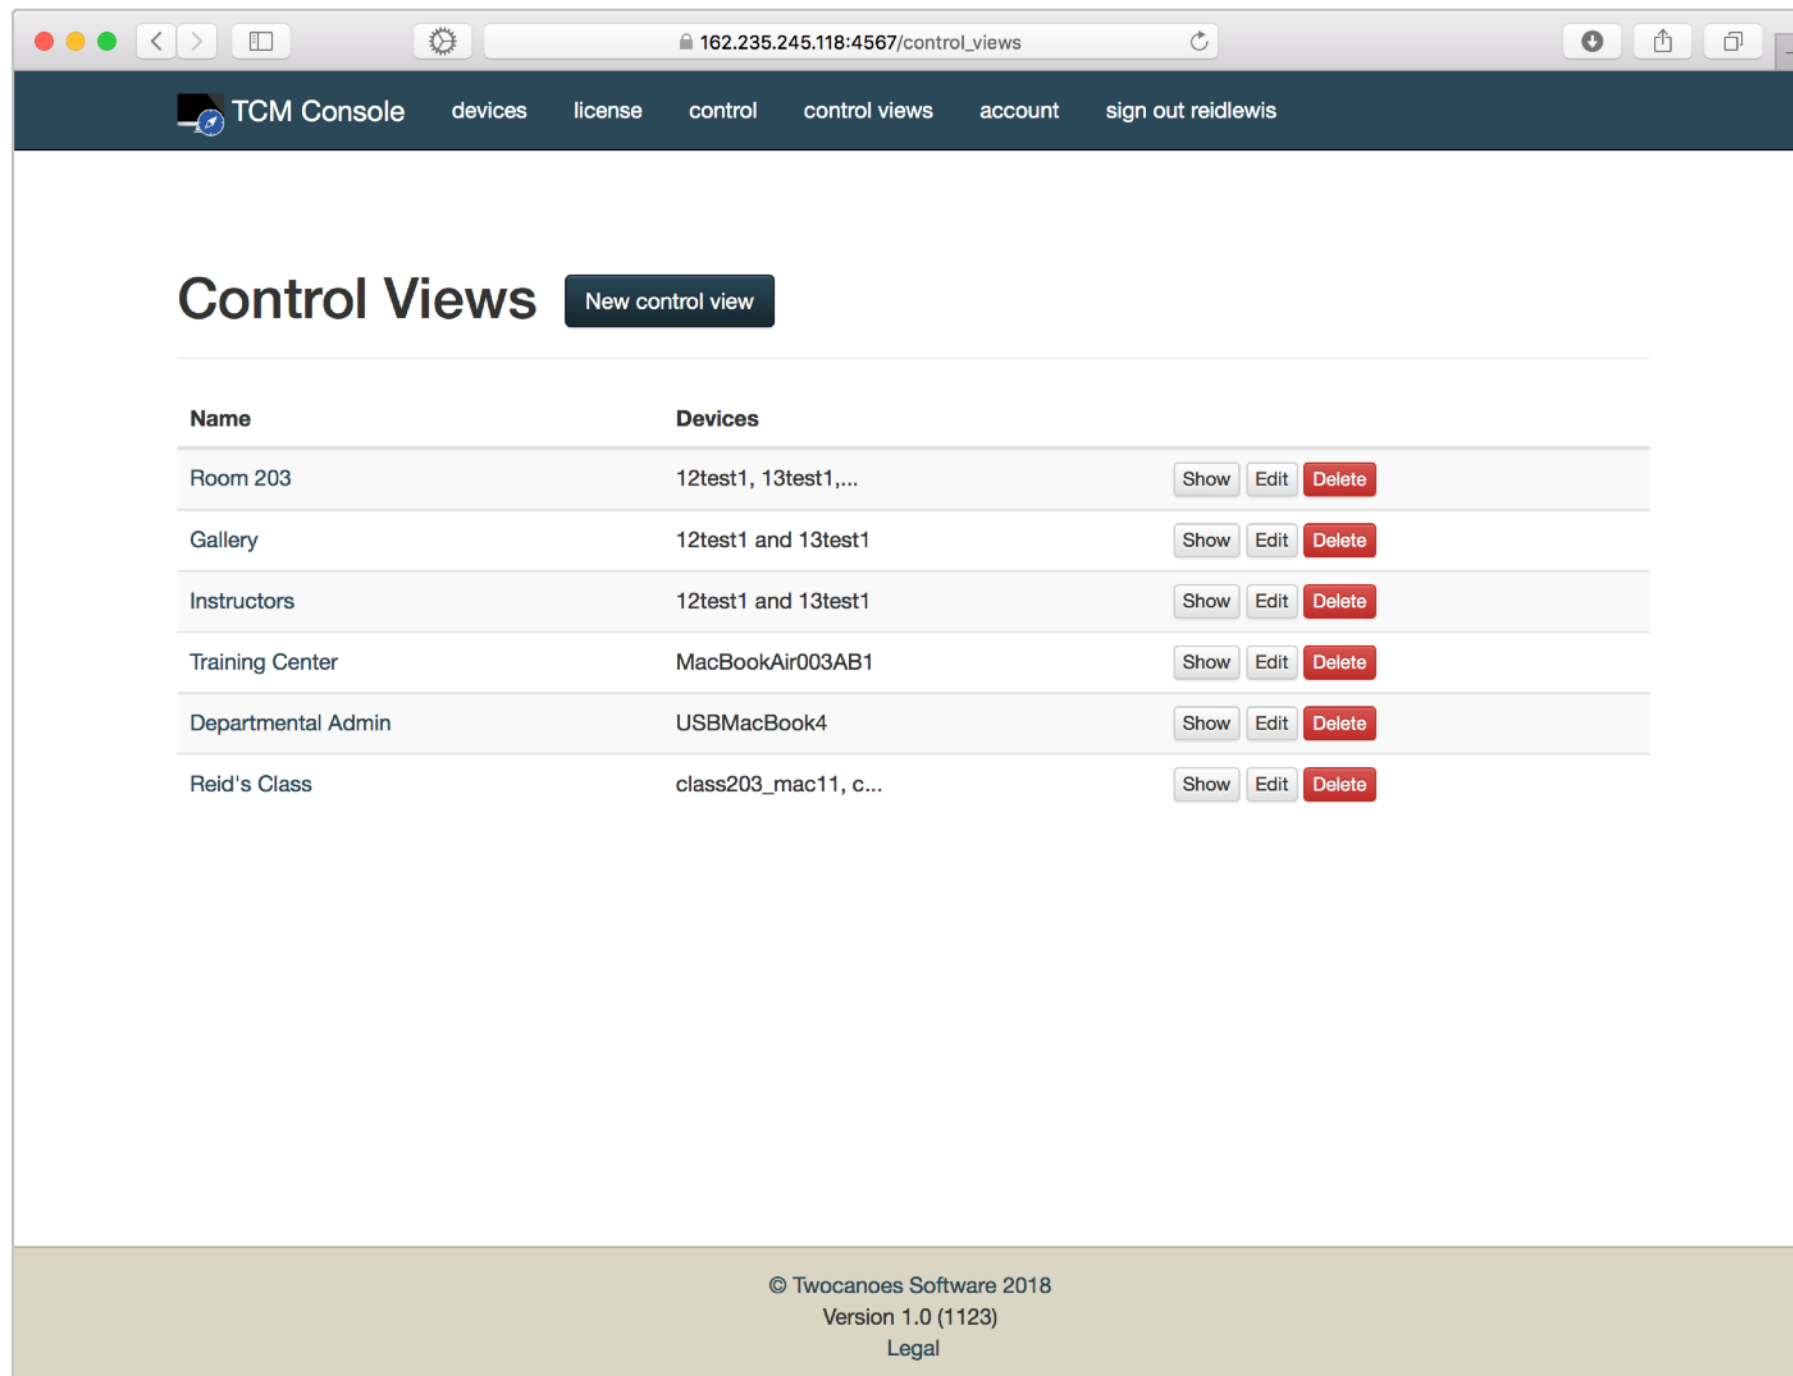 162.235.245.118:4567/control_views
TCM Console devices license control control views account sign out reidlewis
Control Views New control view
Name Devices
Room 203 12test1, 13test1,... Show Edit Delete
Gallery 12test1 and 13test1 Show Edit Delete
Instructors 12test1 and 13test1 Show Edit Delete
Training Center MacBookAir003AB1 Show Edit Delete
Departmental Admin USBMacBook4 Show Edit Delete
Reid's Class class203_mac11, c... Show Edit Delete
© Twocanoes Software 2018
Version 1.0 (1123)
Legal